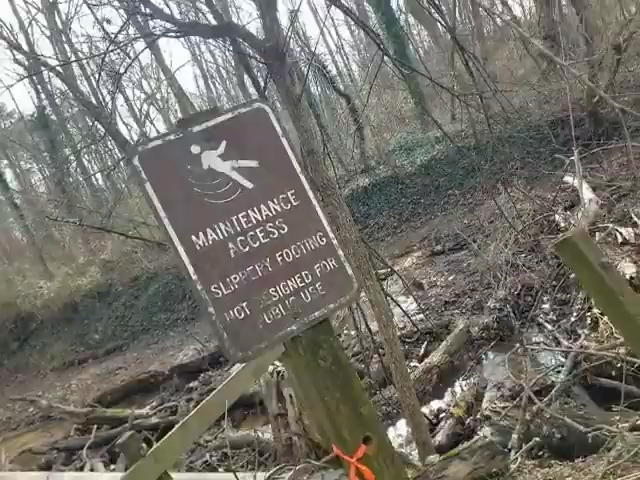 MAINTENANCE
ACCESS
SLIPPERY FOOTING
NOT DESIGNED FOR
PUBLIC USE